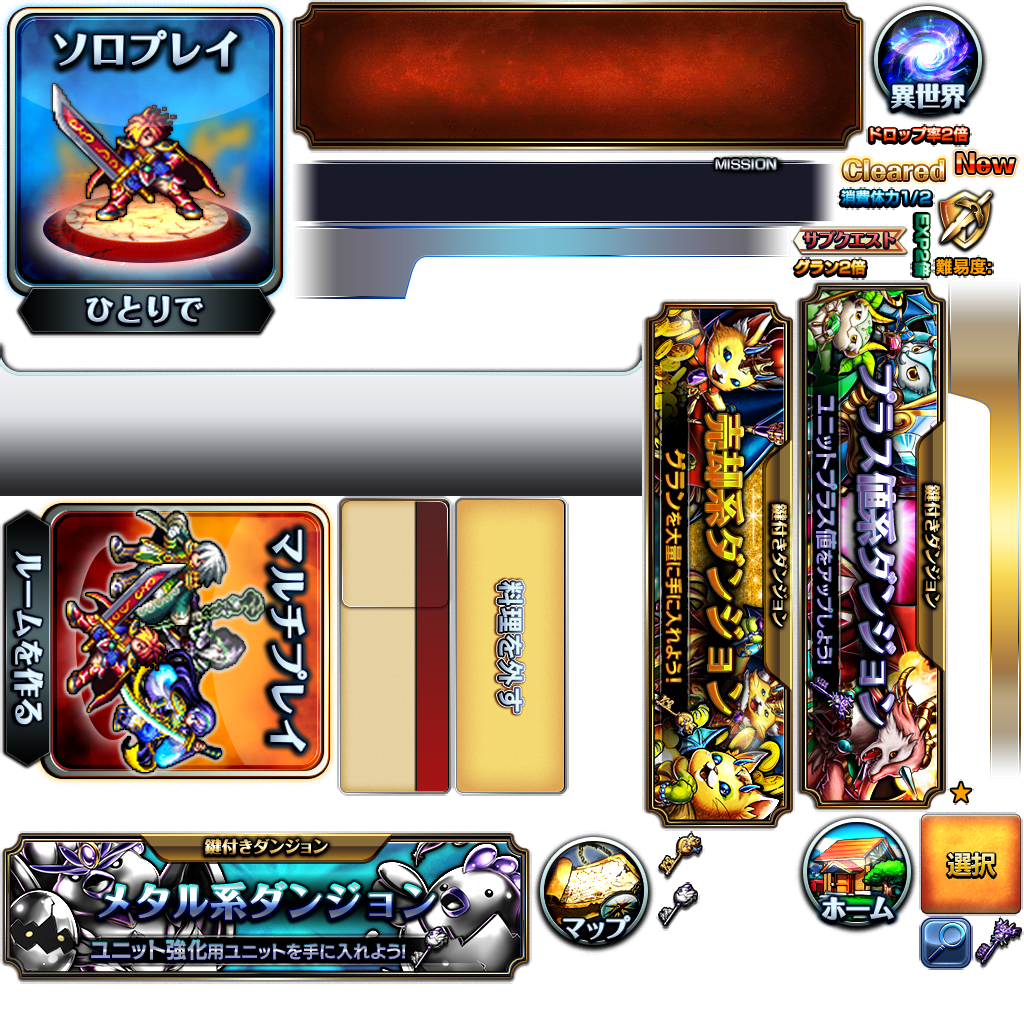 ソロプレイ
ひとりで
異世界
ドロップ率2倍
MISSION
Cleared
New
消費体力1/2
サブクエスト
EXP2倍
グラン2倍
難易度:
鍵付きダンジョン
売却系ダンジョン
グランを大量に手に入れよう!
鍵付きダンジョン
プラス値系ダンジョン
ユニットプラス値をアップしよう!
マルチプレイ
ルームを作る
料理を外す
鍵付きダンジョン
メタル系ダンジョン
ユニット強化用ユニットを手に入れよう!
マップ
ホーム
選択